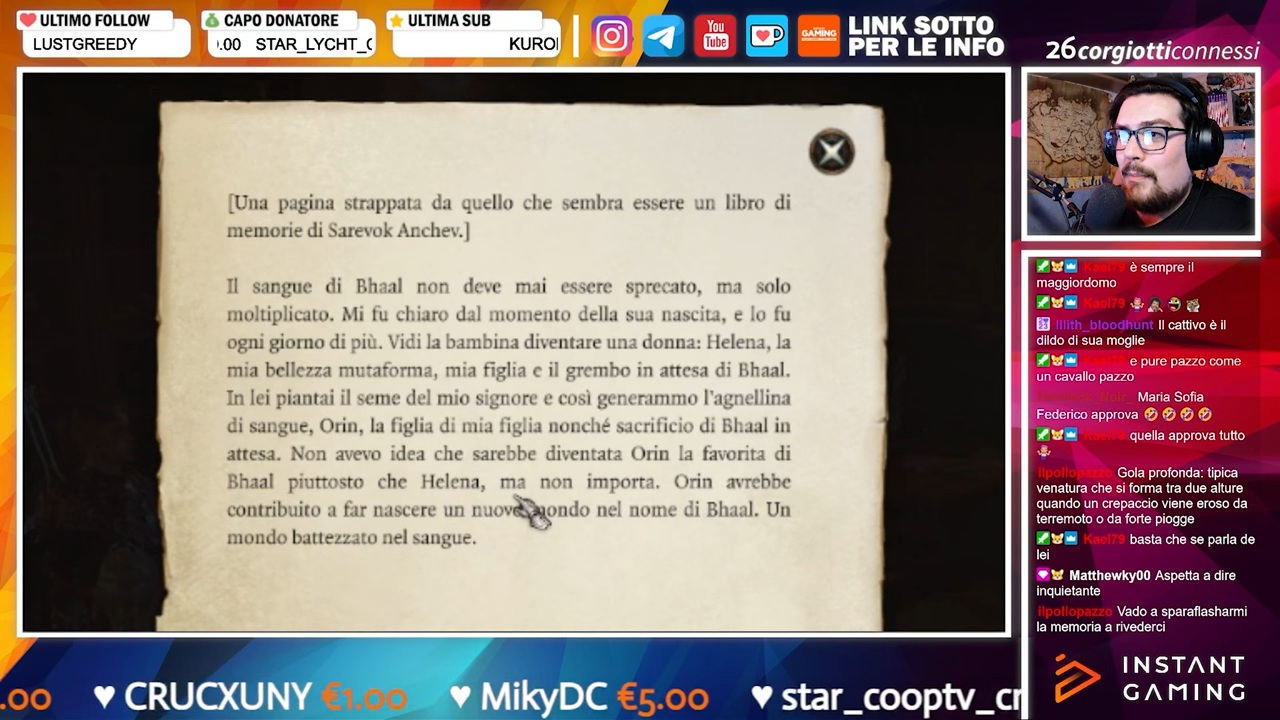 ULTIMO FOLLOW
LUSTGREEDY
CAPO DONATORE
.00 STAR_LYCHT_C
ULTIMA SUB
KURO
You
Tube
GAMING
LINK SOTTO
PER LE INFO
26corgiotticonnessi
[Una pagina strappata da quello che sembra essere un libro di
memorie di Sarevok Anchev.]
Il sangue di Bhaal non deve mai essere sprecato, ma solo
moltiplicato. Mi fu chiaro dal momento della sua nascita, e lo fu
ogni giorno di più. Vidi la bambina diventare una donna: Helena, la
mia bellezza mutaforma, mia figlia e il grembo in attesa di Bhaal.
In lei piantai il seme del mio signore e così generammo l'agnellina
di sangue, Orin, la figlia di mia figlia nonché sacrificio di Bhaal in
attesa. Non avevo idea che sarebbe diventata Orin la favorita di
Bhaal piuttosto che Helena, ma non importa. Orin avrebbe
contribuito a far nascere un nuovo mondo nel nome di Bhaal. Un
mondo battezzato nel sangue.
Kael79 è sempre il
maggiordomo
Kael79
lilith_bloodhunt Il cattivo è il
dildo di sua moglie
Kael79 e pure pazzo come
un cavallo pazzo
Maria Sofia
Federico approva
Kael79 quella approva tutto
ilpollopazzo Gola profonda: tipica
venatura che si forma tra due alture
quando un crepaccio viene eroso da
terremoto o da forte piogge
Kael79 basta che se parla de
lei
Matthewky00 Aspetta a dire
inquietante
ilpollopazzo Vado a sparaflasharmi
la memoria a rivederci
INSTANT
GAMING
.00 ♥ CRUCXUNY €1.00 ♥ MikyDC €5.00 ♥ star_cooptv_cr